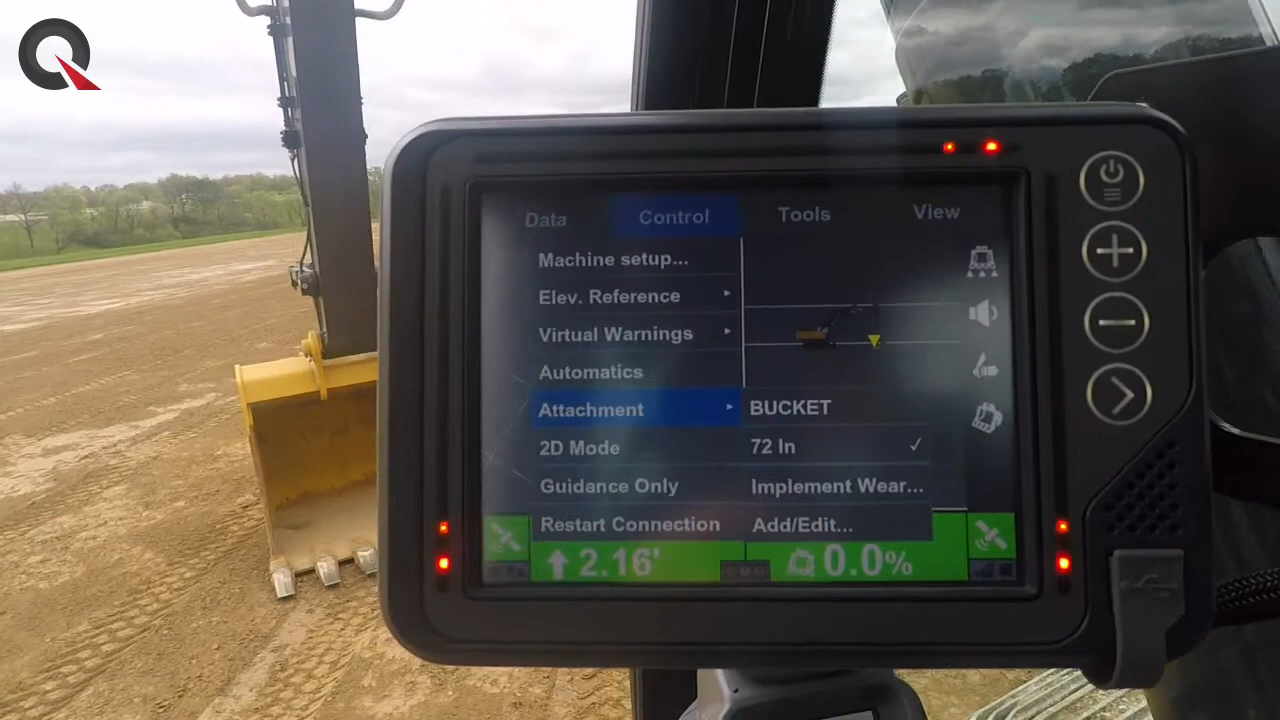 Data Control Tools View
Machine setup...
Elev. Reference
Virtual Warnings
Automatics
Attachment BUCKET
2D Mode 72 In
Guidance Only Implement Wear...
Restart Connection Add/Edit...
2.16' 0.0%